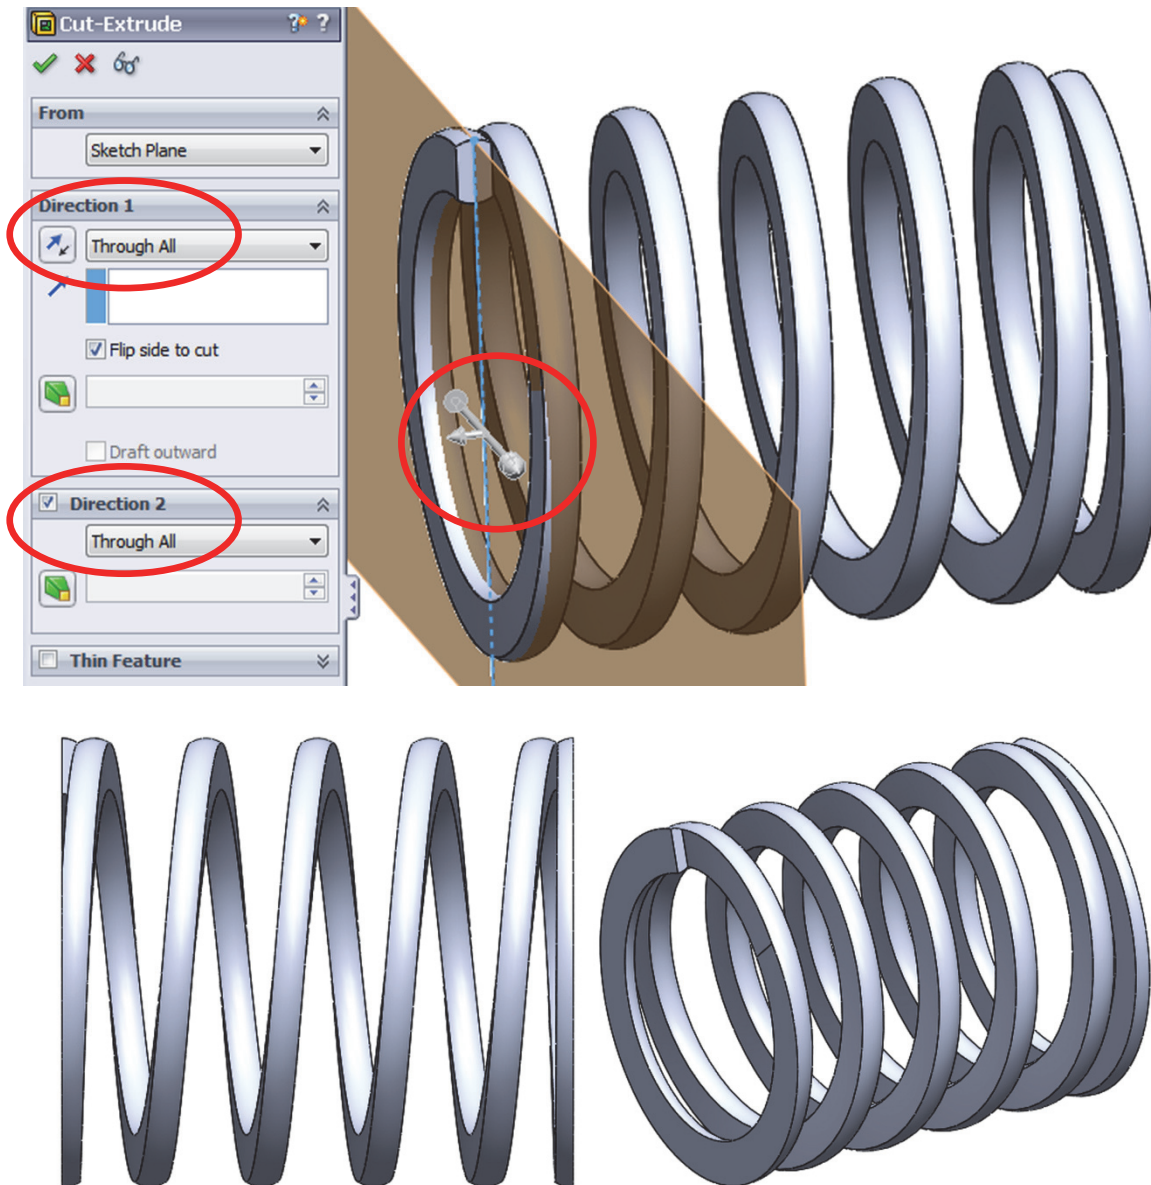 Cut-Extrude ? ?
From
Sketch Plane
Direction 1
Through All
Flip side to cut
Draft outward
Direction 2
Through All
Thin Feature